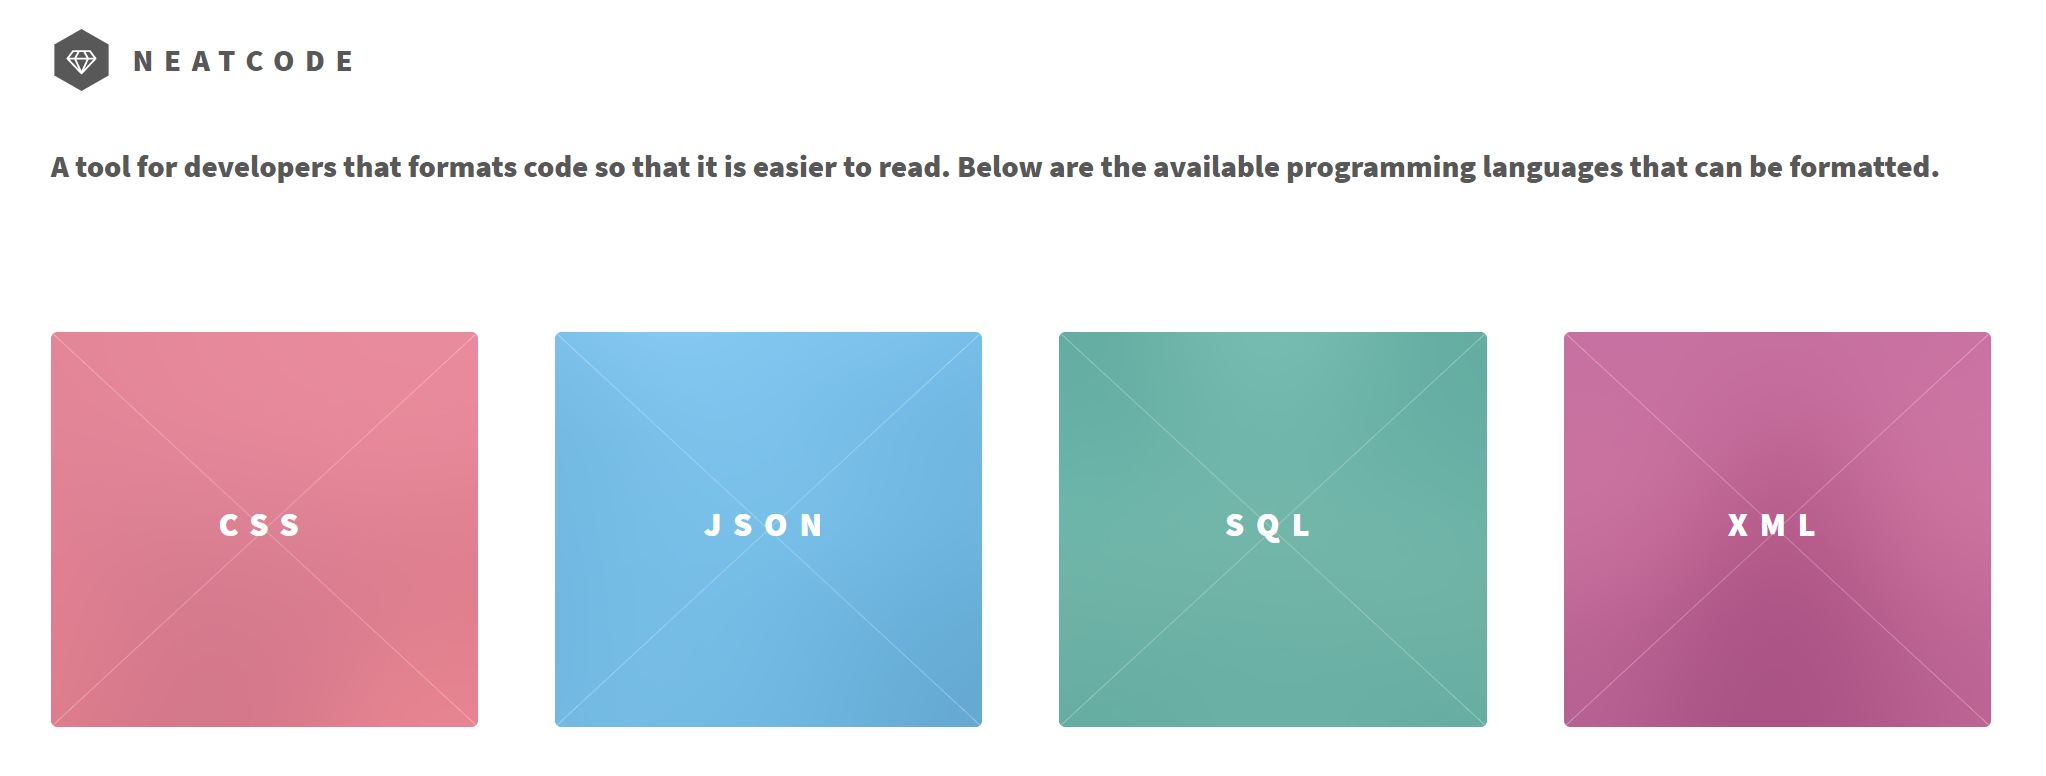 NEATCODE
A tool for developers that formats code so that it is easier to read. Below are the available programming languages that can be formatted.
CSS
JSON
SQL
XML